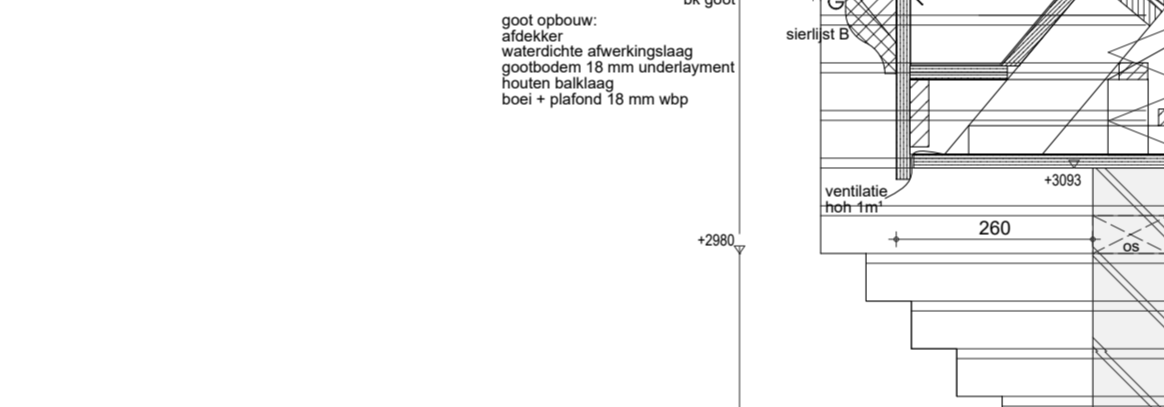 bk goot
goot opbouw:
afdekker
waterdichte afwerkingslaag
gootbodem 18 mm underlayment
houten balklaag
boei + plafond 18 mm wbp
G
sierlijst B
+3093
ventilatie
hoh 1m¹
260
+2980
os